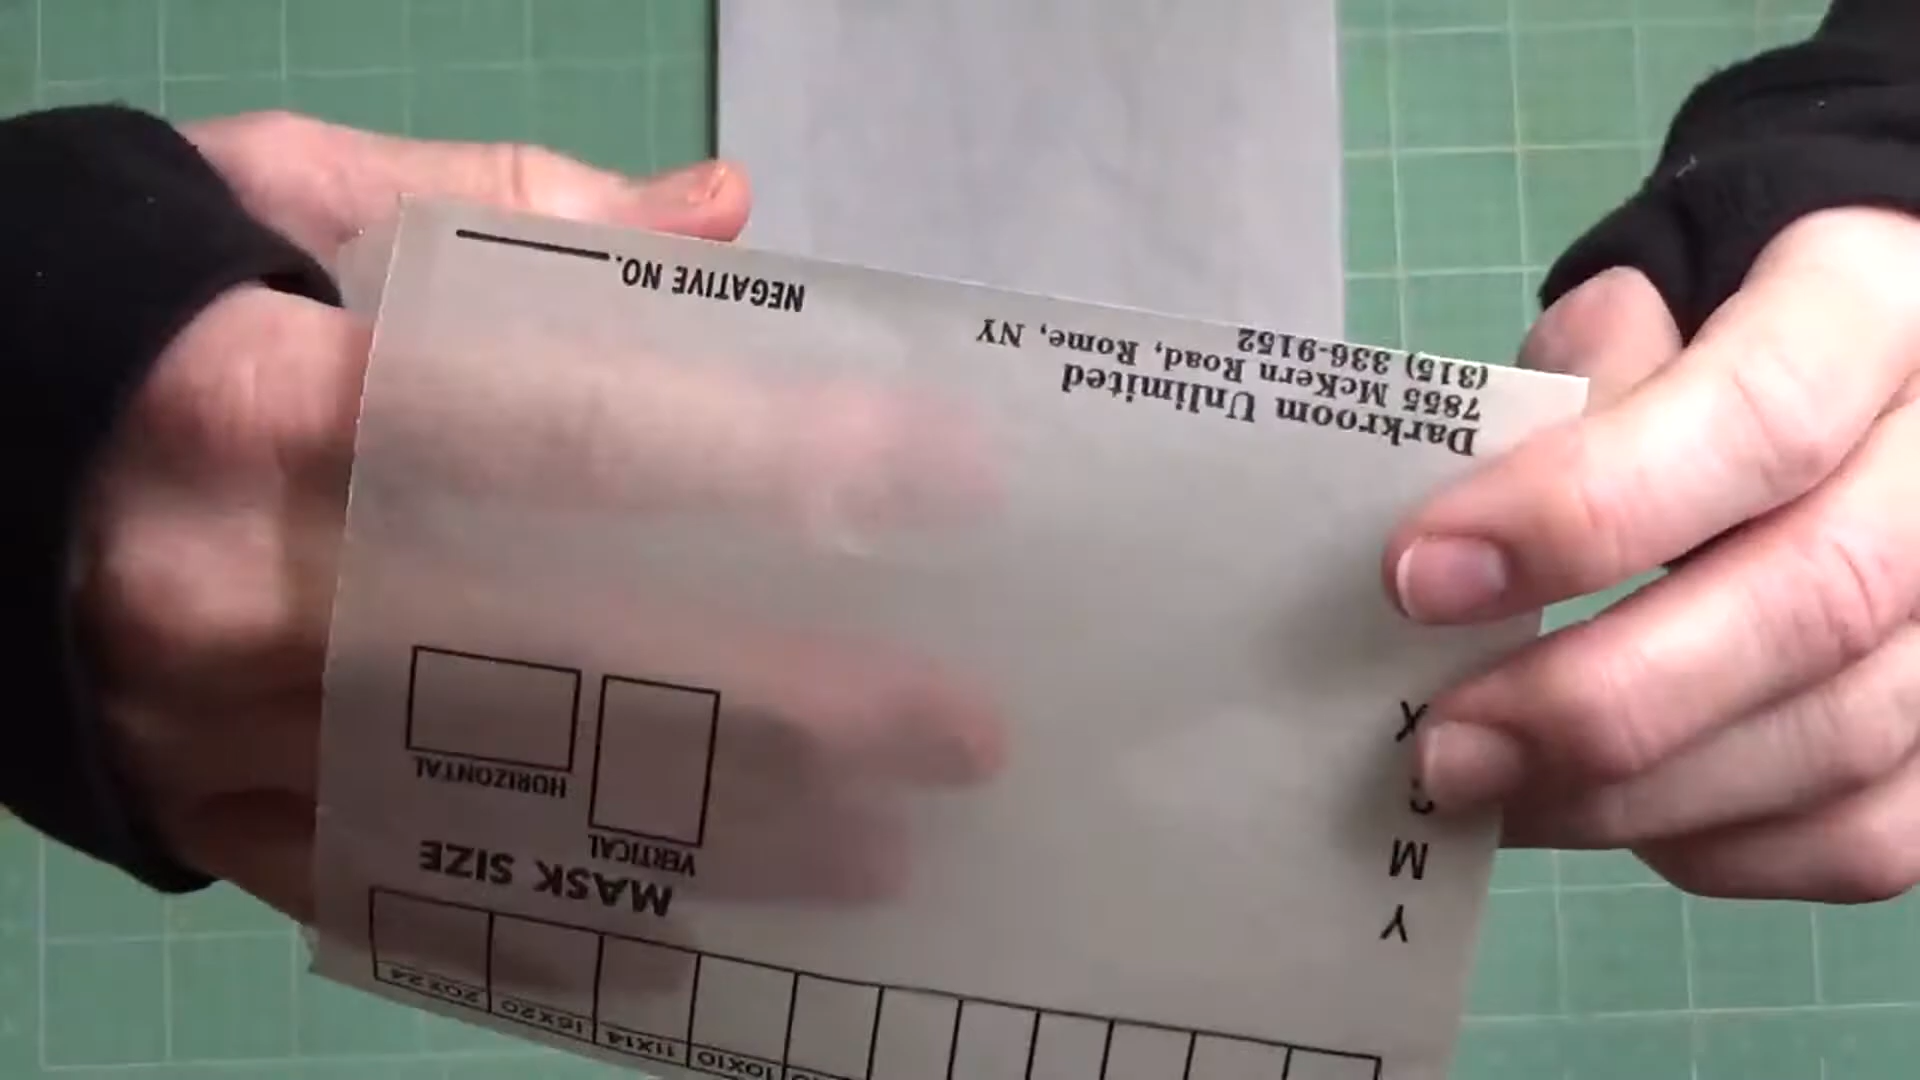 10X10 11X14 16X20 20X24
MASK SIZE
VERTICAL
HORIZONTAL
Y
M
X
Darkroom Unlimited
7855 McKern Road, Rome, NY
(315) 336-9152
NEGATIVE NO.